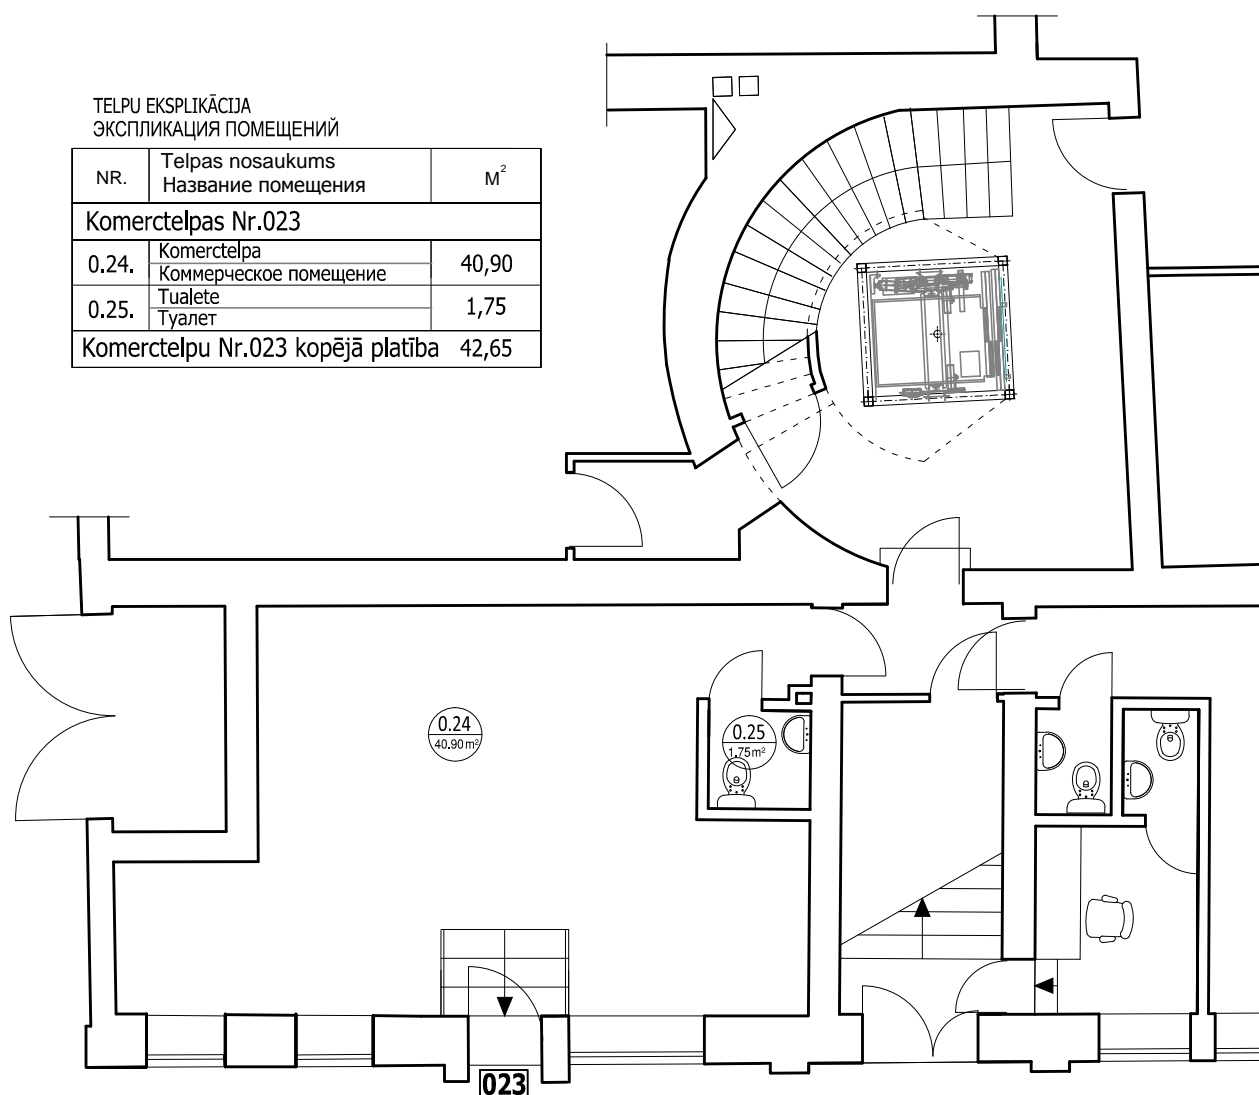 TELPU EKSPLIKĀCIJA
ЭКСПЛИКАЦИЯ ПОМЕЩЕНИЙ
NR. Telpas nosaukums M²
Название помещения
Komerctelpas Nr.023
0.24. Komerctelpa 40,90
Коммерческое помещение
0.25. Tualete 1,75
Туалет
Komerctelpu Nr.023 kopējā platība 42,65
0.24
40.90 m²
0.25
1.75m²
023